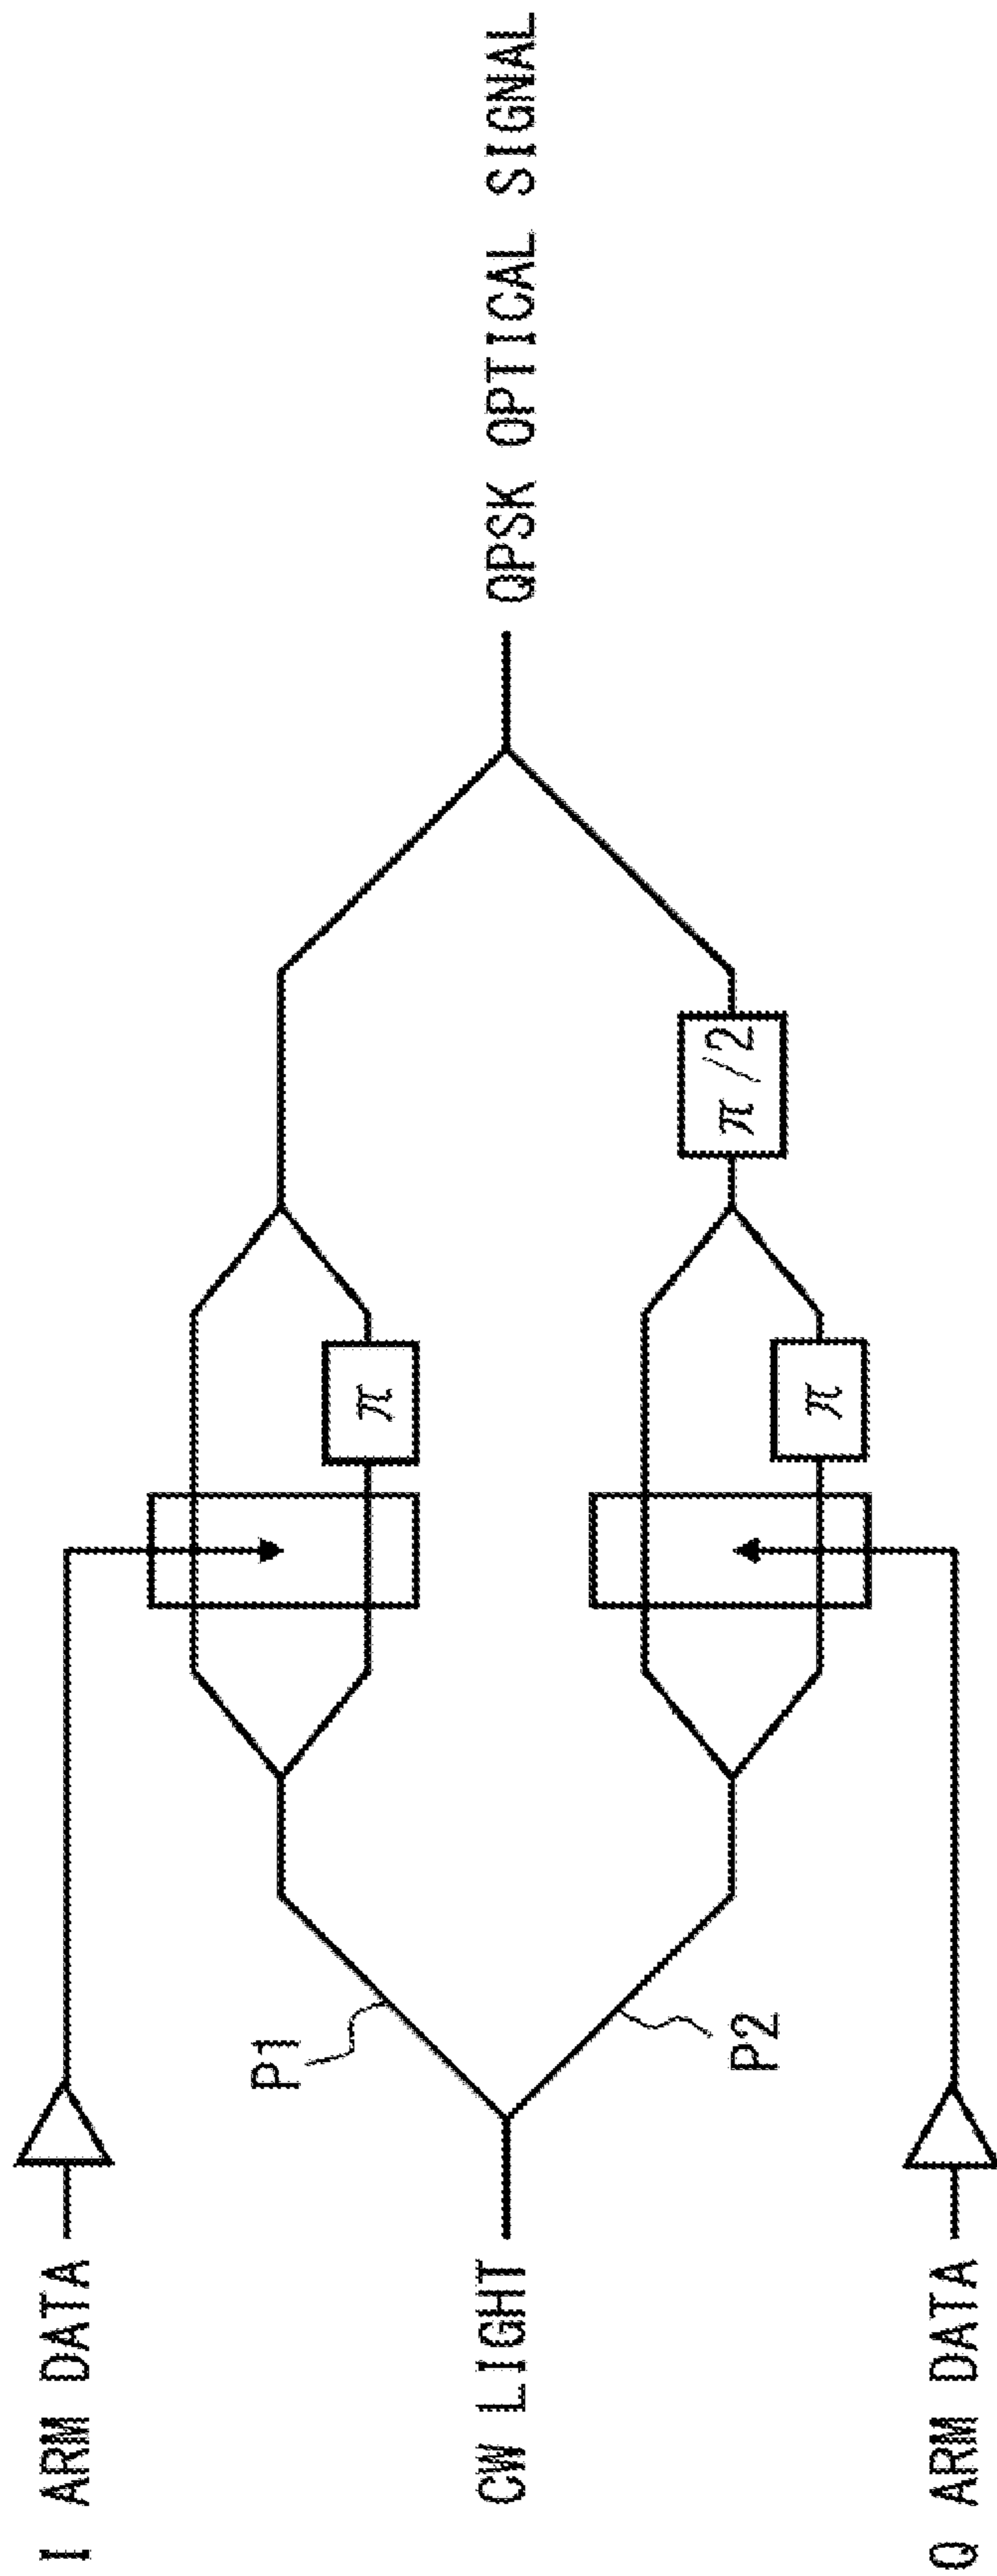 I ARM DATA
P1
π
CW LIGHT
QPSK OPTICAL SIGNAL
P2
π
π/2
Q ARM DATA